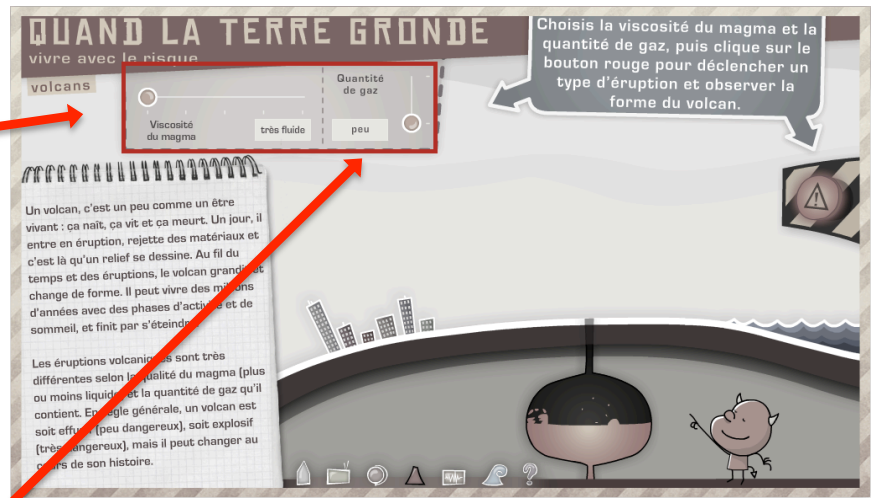 QUAND LA TERRE GRONDE
vivre avec le risque
volcans
Choisis la viscosité du magma et la
quantité de gaz, puis clique sur le
bouton rouge pour déclencher un
type d'éruption et observer la
forme du volcan.
Viscosité
du magma
très fluide
Quantité
de gaz
peu
Un volcan, c'est un peu comme un être
vivant : ça naît, ça vit et ça meurt. Un jour, il
entre en éruption, rejette des matériaux et
c'est là qu'un relief se dessine. Au fil du
temps et des éruptions, le volcan grandit et
change de forme. Il peut vivre des millions
d'années avec des phases d'activité et de
sommeil, et finit par s'éteindre.
Les éruptions volcaniques sont très
différentes selon la qualité du magma (plus
ou moins liquide) et la quantité de gaz qu'il
contient. En règle générale, un volcan est
soit effusif (peu dangereux), soit explosif
(très dangereux), mais il peut changer au
cours de son histoire.